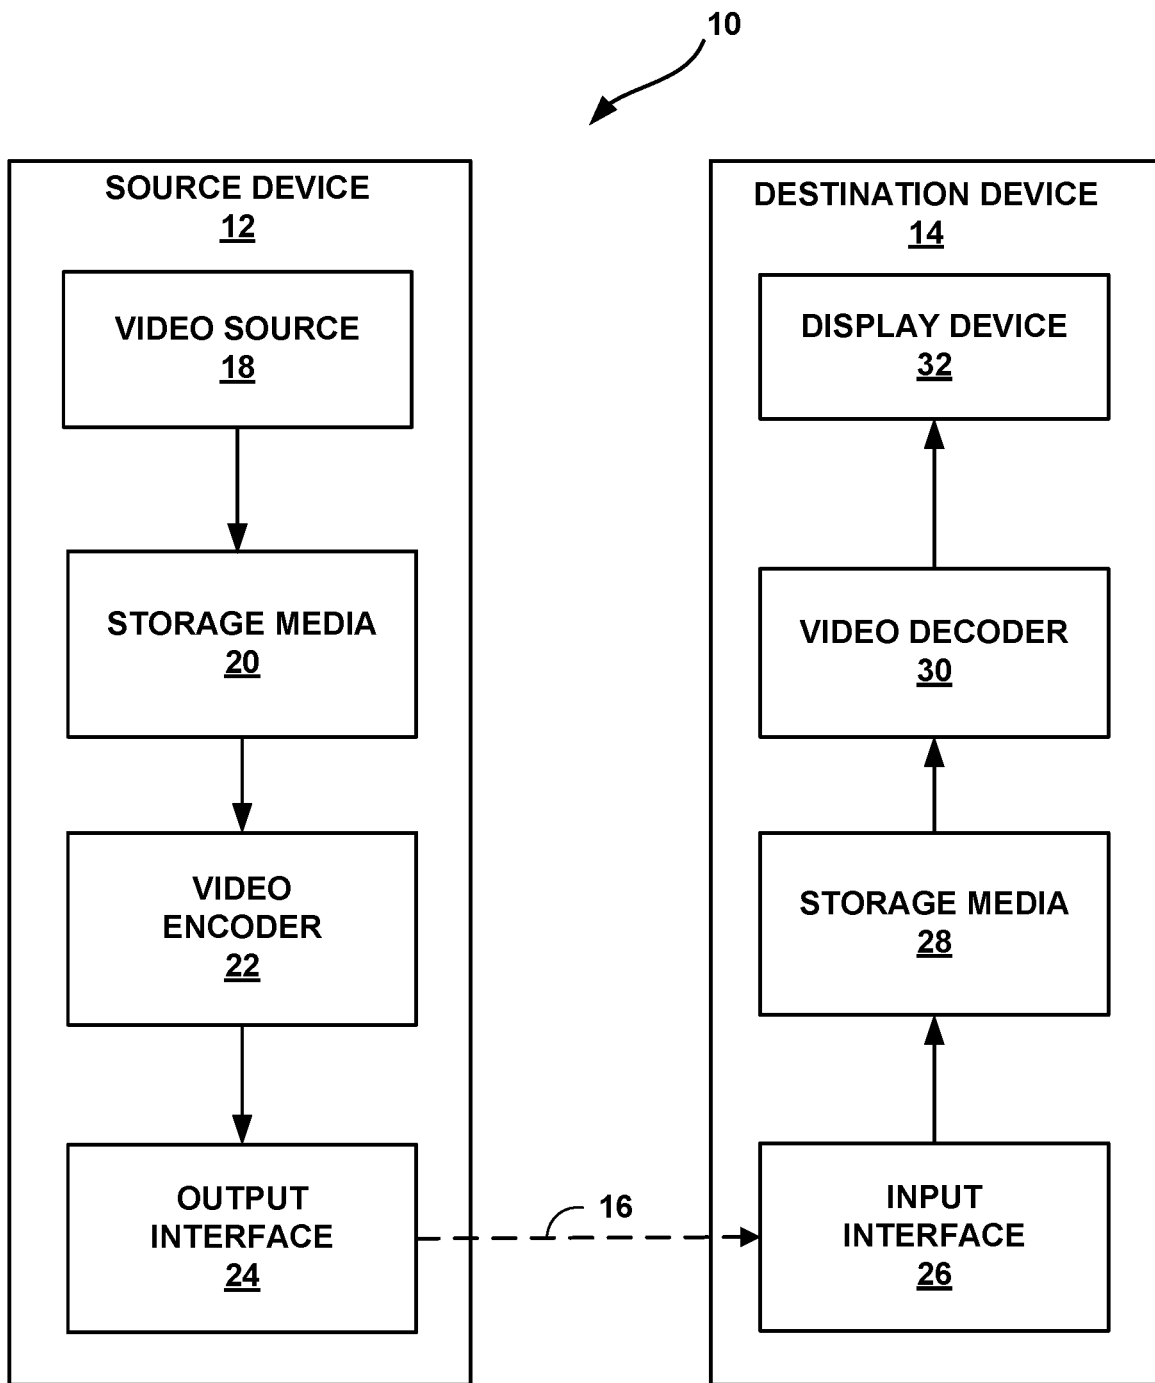 10
SOURCE DEVICE
12
VIDEO SOURCE
18
STORAGE MEDIA
20
VIDEO
ENCODER
22
OUTPUT
INTERFACE
24
16
DESTINATION DEVICE
14
DISPLAY DEVICE
32
VIDEO DECODER
30
STORAGE MEDIA
28
INPUT
INTERFACE
26